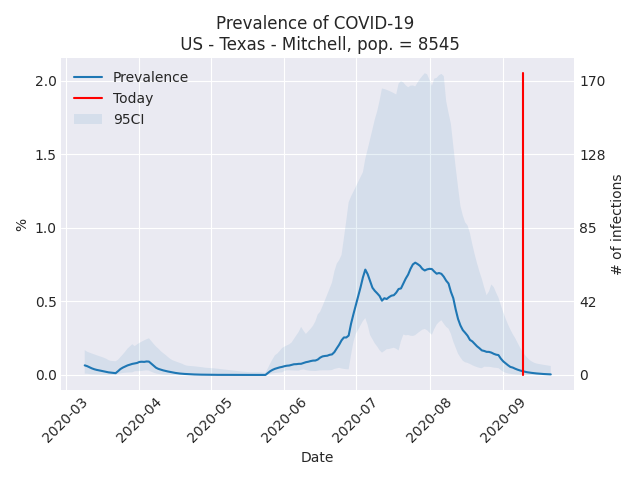 Prevalence of COVID-19
US - Texas - Mitchell, pop. = 8545
Prevalence
Today
95CI
2.0
1.5
1.0
0.5
0.0
%
170
128
85
42
0
# of infections
2020-03
2020-04
2020-05
2020-06
2020-07
2020-08
2020-09
Date